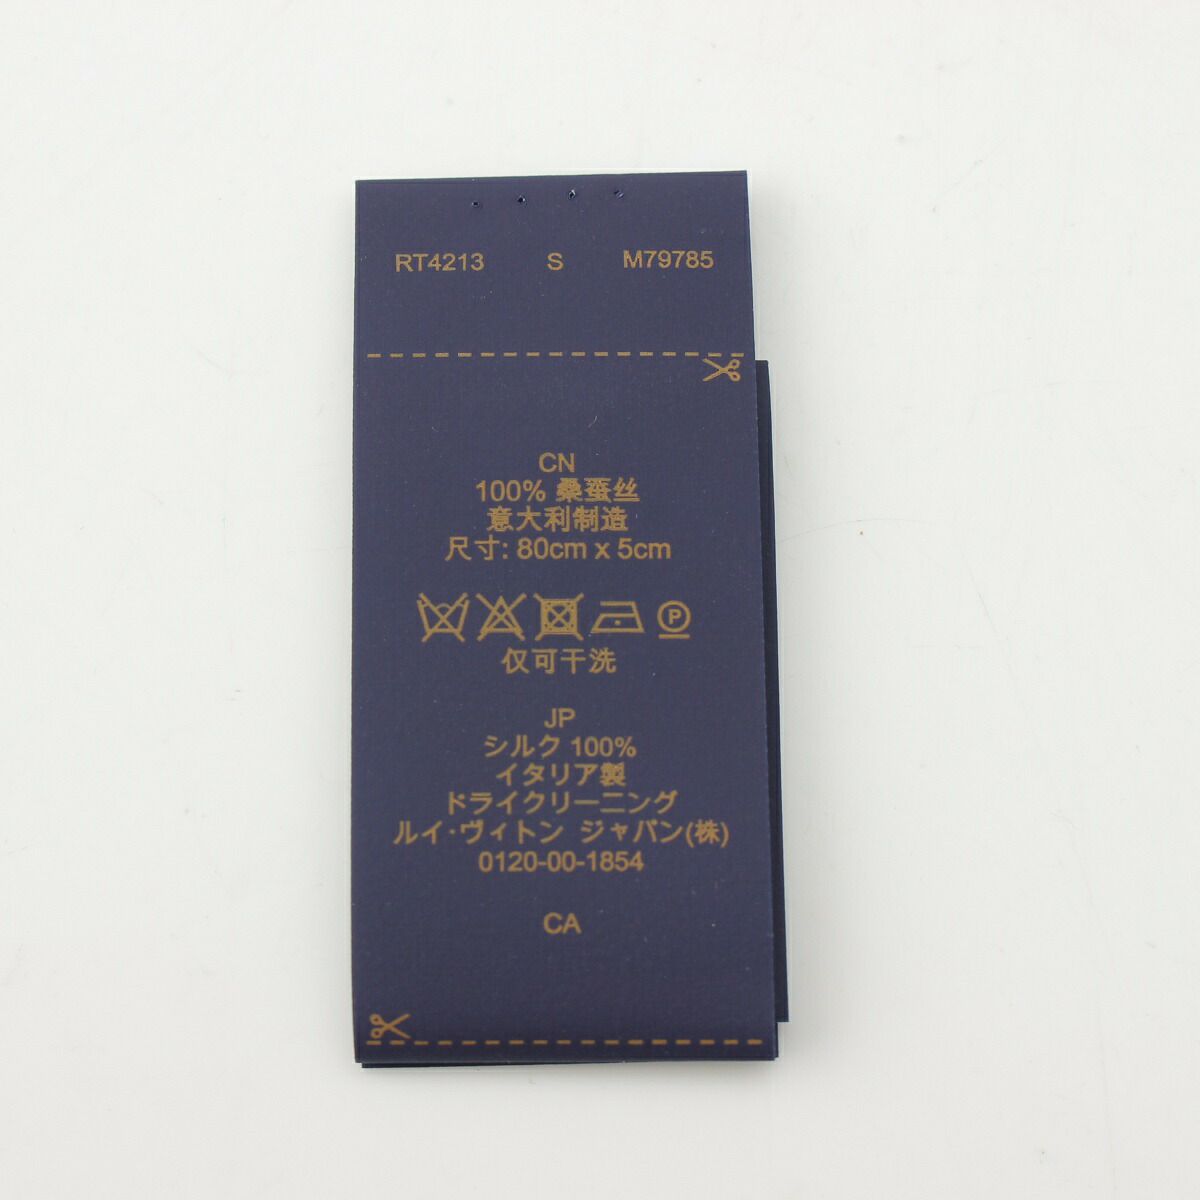 RT4213 S M79785
CN
100% 桑蚕丝
意大利制造
尺寸: 80cm x 5cm
P
仅可干洗
JP
シルク 100%
イタリア製
ドライクリーニング
ルイ・ヴィトン ジャパン(株)
0120-00-1854
CA